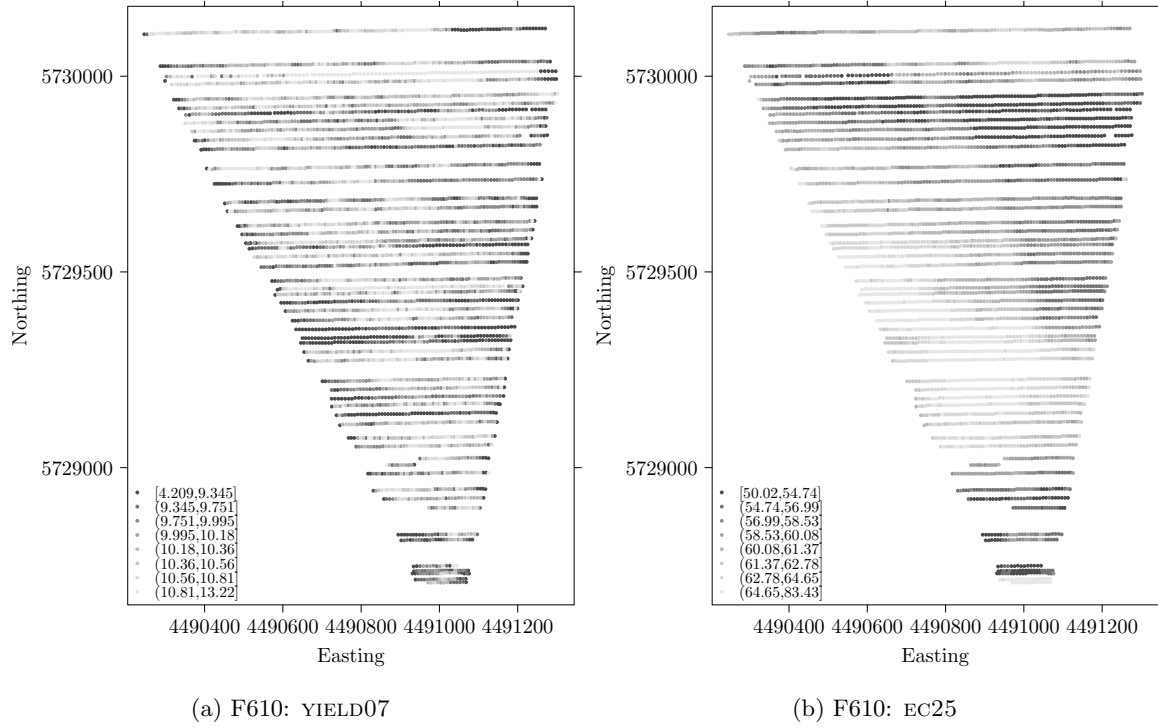 5730000
5729500
5729000
Northing
[4.209,9.345]
(9.345,9.751]
(9.751,9.995]
(9.995,10.18]
(10.18,10.36]
(10.36,10.56]
(10.56,10.81]
(10.81,13.22]
4490400 4490600 4490800 4491000 4491200
Easting
(a) F610: YIELD07
5730000
5729500
5729000
Northing
[50.02,54.74]
(54.74,56.99]
(56.99,58.53]
(58.53,60.08]
(60.08,61.37]
(61.37,62.78]
(62.78,64.65]
(64.65,83.43]
4490400 4490600 4490800 4491000 4491200
Easting
(b) F610: EC25